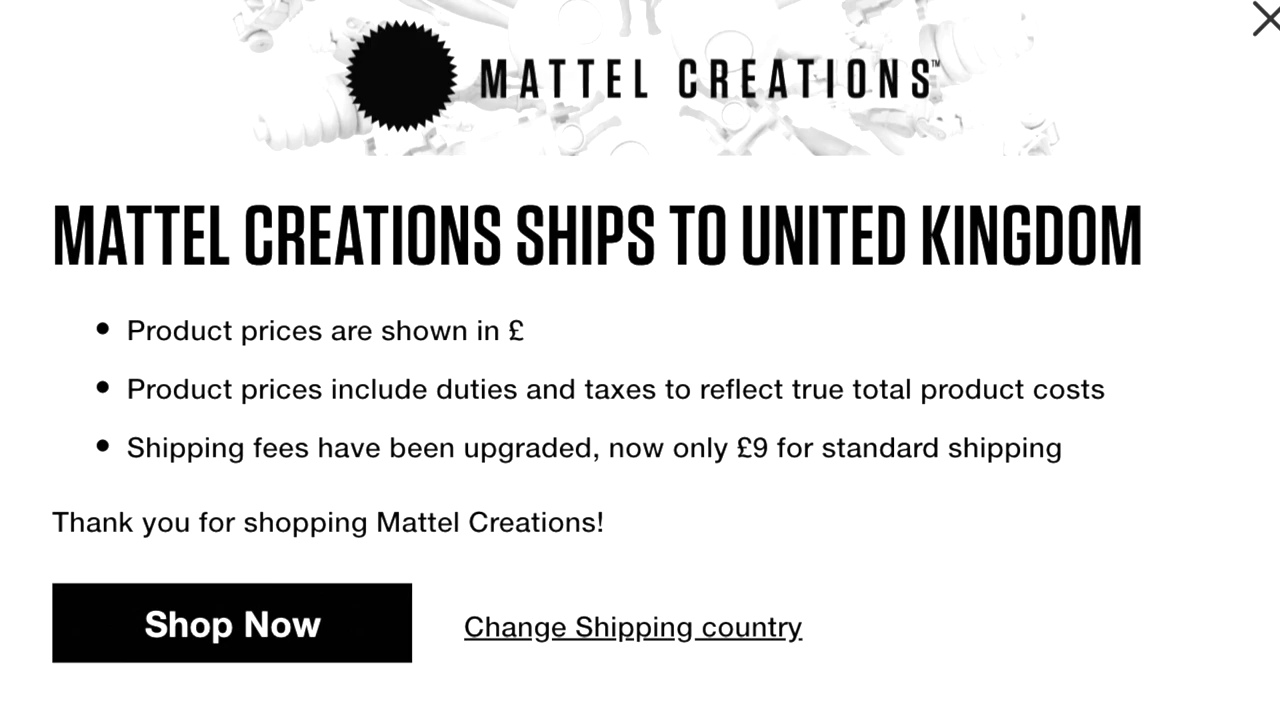 MATTEL CREATIONS™
MATTEL CREATIONS SHIPS TO UNITED KINGDOM
• Product prices are shown in £
• Product prices include duties and taxes to reflect true total product costs
• Shipping fees have been upgraded, now only £9 for standard shipping
Thank you for shopping Mattel Creations!
Shop Now
Change Shipping country